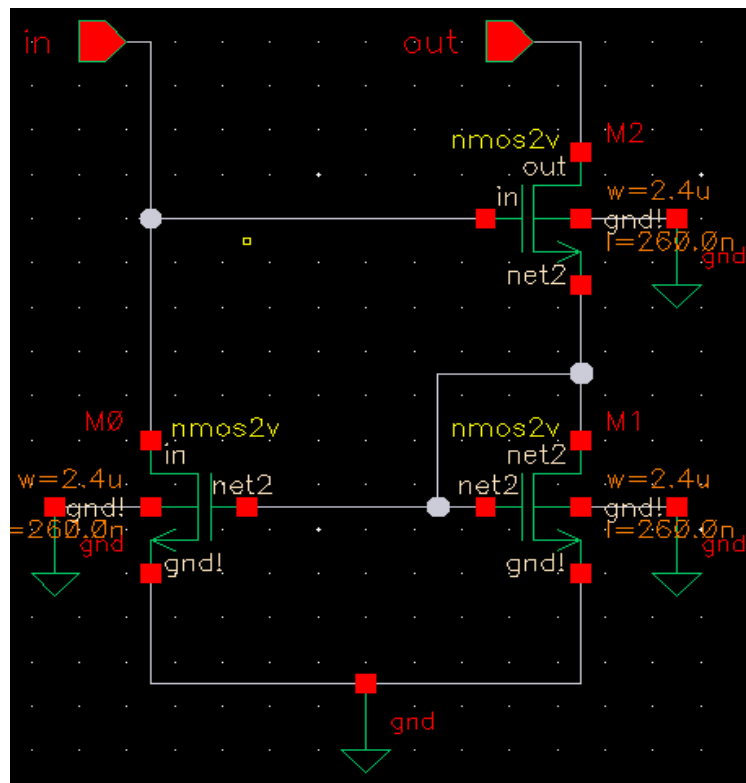 in
out
nmos2v
M2
out
in
w=2.4u
gnd!
l=260.0n
gnd
net2
M0
nmos2v
nmos2v
M1
in
net2
w=2.4u
net2
net2
w=2.4u
gnd!
gnd!
=260.0n
l=260.0n
gnd
gnd
gnd!
gnd!
gnd